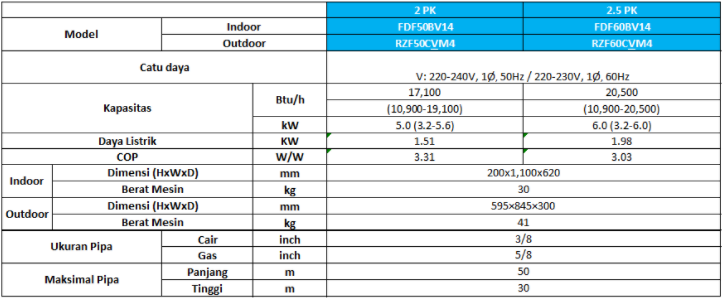 2 PK 2.5 PK
Model Indoor FDF50BV14 FDF60BV14
Outdoor RZF50CVM4 RZF60CVM4
Catu daya V: 220-240V, 1Ø, 50Hz / 220-230V, 1Ø, 60Hz
Kapasitas Btu/h 17,100 20,500
(10,900-19,100) (10,900-20,500)
kW 5.0 (3.2-5.6) 6.0 (3.2-6.0)
Daya Listrik KW 1.51 1.98
COP W/W 3.31 3.03
Indoor Dimensi (HxWxD) mm 200x1,100x620
Berat Mesin kg 30
Outdoor Dimensi (HxWxD) mm 595×845×300
Berat Mesin kg 41
Ukuran Pipa Cair inch 3/8
Gas inch 5/8
Maksimal Pipa Panjang m 50
Tinggi m 30